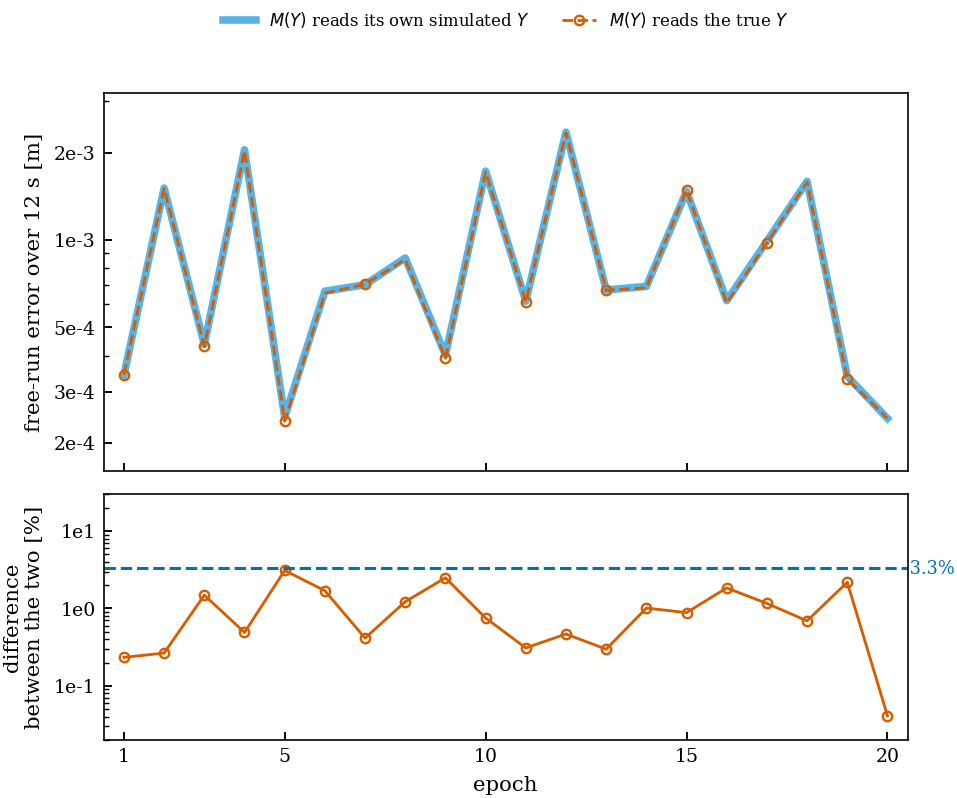 M(Y) reads its own simulated Y
M(Y) reads the true Y
free-run error over 12 s [m]
2e-3
1e-3
5e-4
3e-4
2e-4
difference
between the two [%]
1e1
1e0
1e-1
3.3%
1
5
10
15
20
epoch